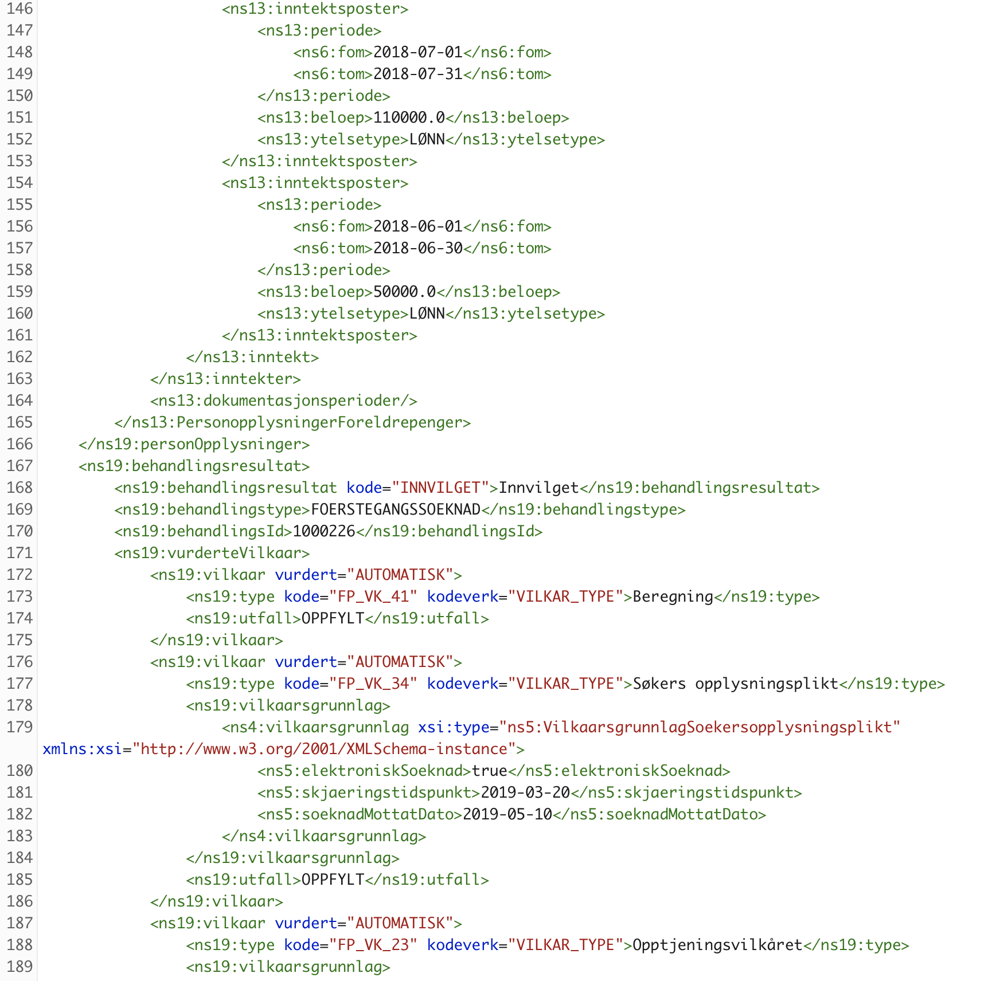 146 <ns13:inntektsposter>
147 <ns13:periode>
148 <ns6:fom>2018-07-01</ns6:fom>
149 <ns6:tom>2018-07-31</ns6:tom>
150 </ns13:periode>
151 <ns13:beloep>110000.0</ns13:beloep>
152 <ns13:ytelsetype>LØNN</ns13:ytelsetype>
153 </ns13:inntektsposter>
154 <ns13:inntektsposter>
155 <ns13:periode>
156 <ns6:fom>2018-06-01</ns6:fom>
157 <ns6:tom>2018-06-30</ns6:tom>
158 </ns13:periode>
159 <ns13:beloep>50000.0</ns13:beloep>
160 <ns13:ytelsetype>LØNN</ns13:ytelsetype>
161 </ns13:inntektsposter>
162 </ns13:inntekt>
163 </ns13:inntekter>
164 <ns13:dokumentasjonsperioder/>
165 </ns13:PersonopplysningerForeldrepenger>
166 </ns19:personOpplysninger>
167 <ns19:behandlingsresultat>
168 <ns19:behandlingsresultat kode="INNVILGET">Innvilget</ns19:behandlingsresultat>
169 <ns19:behandlingstype>FOERSTEGANGSSOEKNAD</ns19:behandlingstype>
170 <ns19:behandlingsId>1000226</ns19:behandlingsId>
171 <ns19:vurderteVilkaar>
172 <ns19:vilkaar vurdert="AUTOMATISK">
173 <ns19:type kode="FP_VK_41" kodeverk="VILKAR_TYPE">Beregning</ns19:type>
174 <ns19:utfall>OPPFYLT</ns19:utfall>
175 </ns19:vilkaar>
176 <ns19:vilkaar vurdert="AUTOMATISK">
177 <ns19:type kode="FP_VK_34" kodeverk="VILKAR_TYPE">Søkers opplysningsplikt</ns19:type>
178 <ns19:vilkaarsgrunnlag>
179 <ns4:vilkaarsgrunnlag xsi:type="ns5:VilkaarsgrunnlagSoekersopplysningsplikt"
xmlns:xsi="http://www.w3.org/2001/XMLSchema-instance">
180 <ns5:elektroniskSoeknad>true</ns5:elektroniskSoeknad>
181 <ns5:skjaeringstidspunkt>2019-03-20</ns5:skjaeringstidspunkt>
182 <ns5:soeknadMottatDato>2019-05-10</ns5:soeknadMottatDato>
183 </ns4:vilkaarsgrunnlag>
184 </ns19:vilkaarsgrunnlag>
185 <ns19:utfall>OPPFYLT</ns19:utfall>
186 </ns19:vilkaar>
187 <ns19:vilkaar vurdert="AUTOMATISK">
188 <ns19:type kode="FP_VK_23" kodeverk="VILKAR_TYPE">Opptjeningsvilkåret</ns19:type>
189 <ns19:vilkaarsgrunnlag>